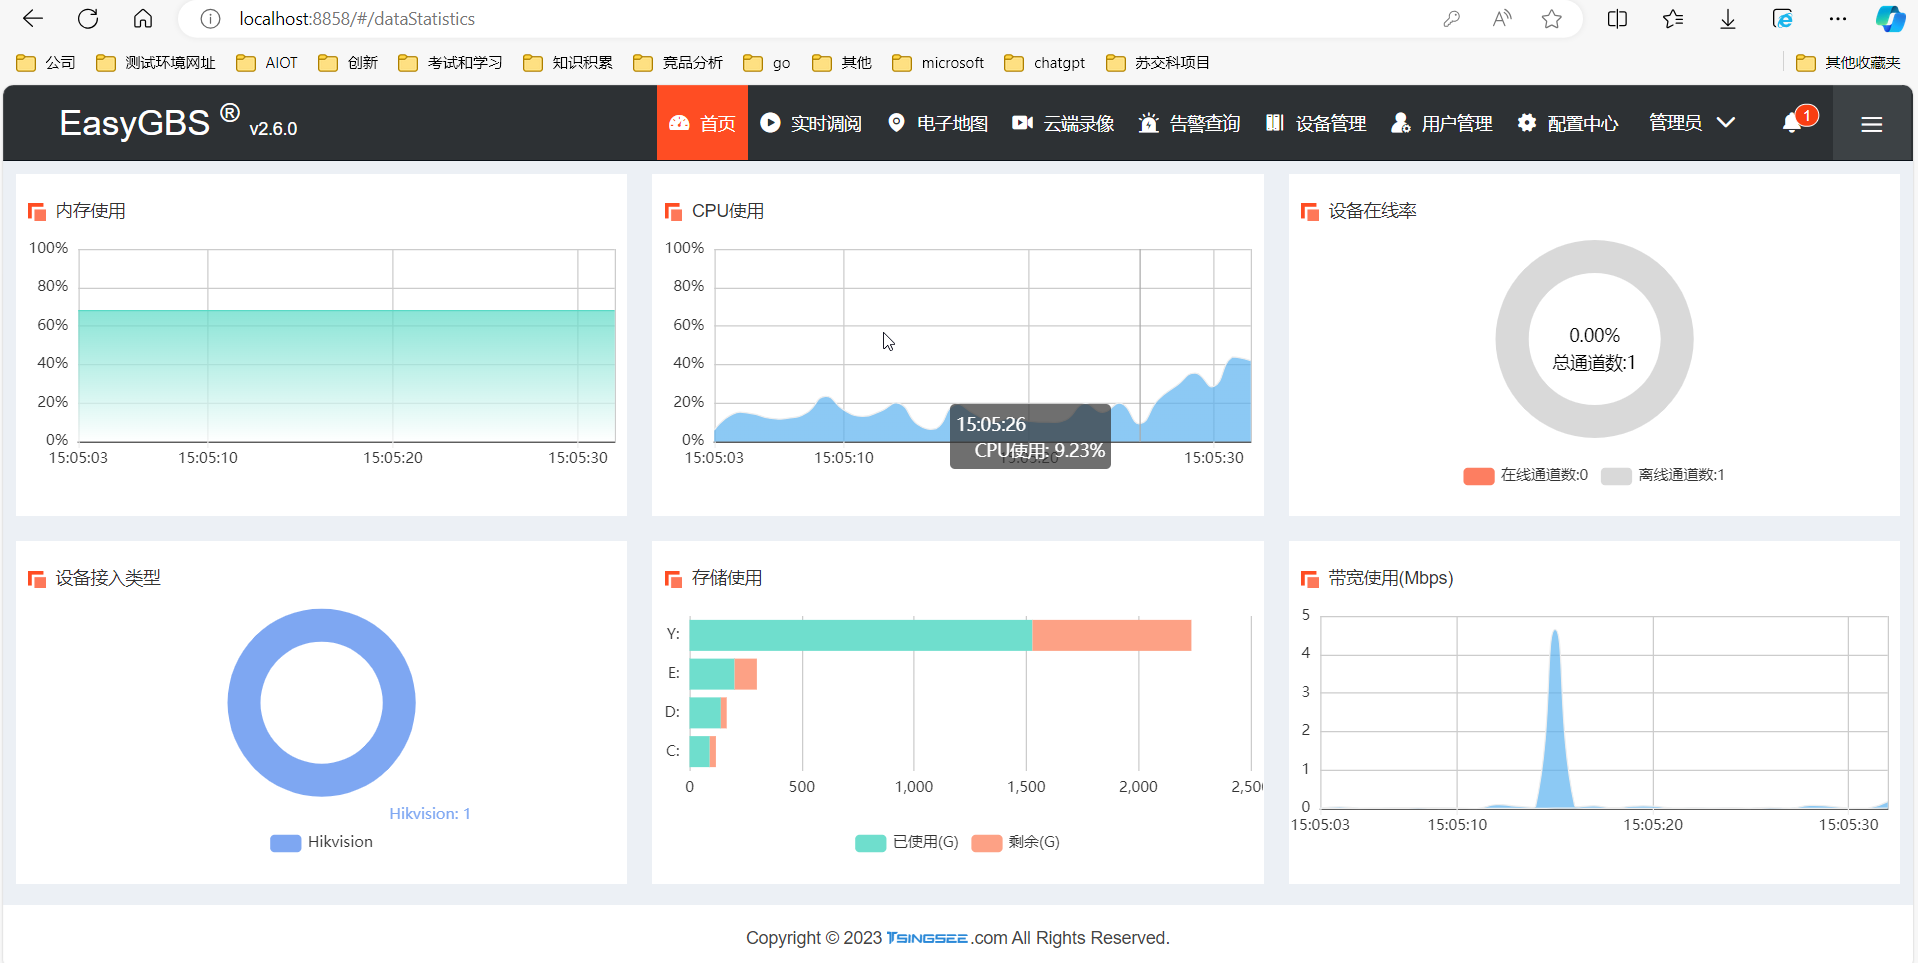 localhost:8858/#/dataStatistics
公司 测试环境网址 AIOT 创新 考试和学习 知识积累 竞品分析 go 其他 microsoft chatgpt 苏交科项目 其他收藏夹
EasyGBS ® v2.6.0 首页 实时调阅 电子地图 云端录像 告警查询 设备管理 用户管理 配置中心 管理员 1
内存使用
100%
80%
60%
40%
20%
0%
15:05:03 15:05:10 15:05:20 15:05:30
CPU使用
100%
80%
60%
40%
20%
0%
15:05:26
CPU使用: 9.23%
15:05:03 15:05:10 15:05:20 15:05:30
设备在线率
0.00%
总通道数:1
在线通道数:0 离线通道数:1
设备接入类型
Hikvision: 1
Hikvision
存储使用
Y:
E:
D:
C:
0 500 1,000 1,500 2,000 2,50
已使用(G) 剩余(G)
带宽使用(Mbps)
5
4
3
2
1
0
15:05:03 15:05:10 15:05:20 15:05:30
Copyright © 2023 TSINGSEE.com All Rights Reserved.